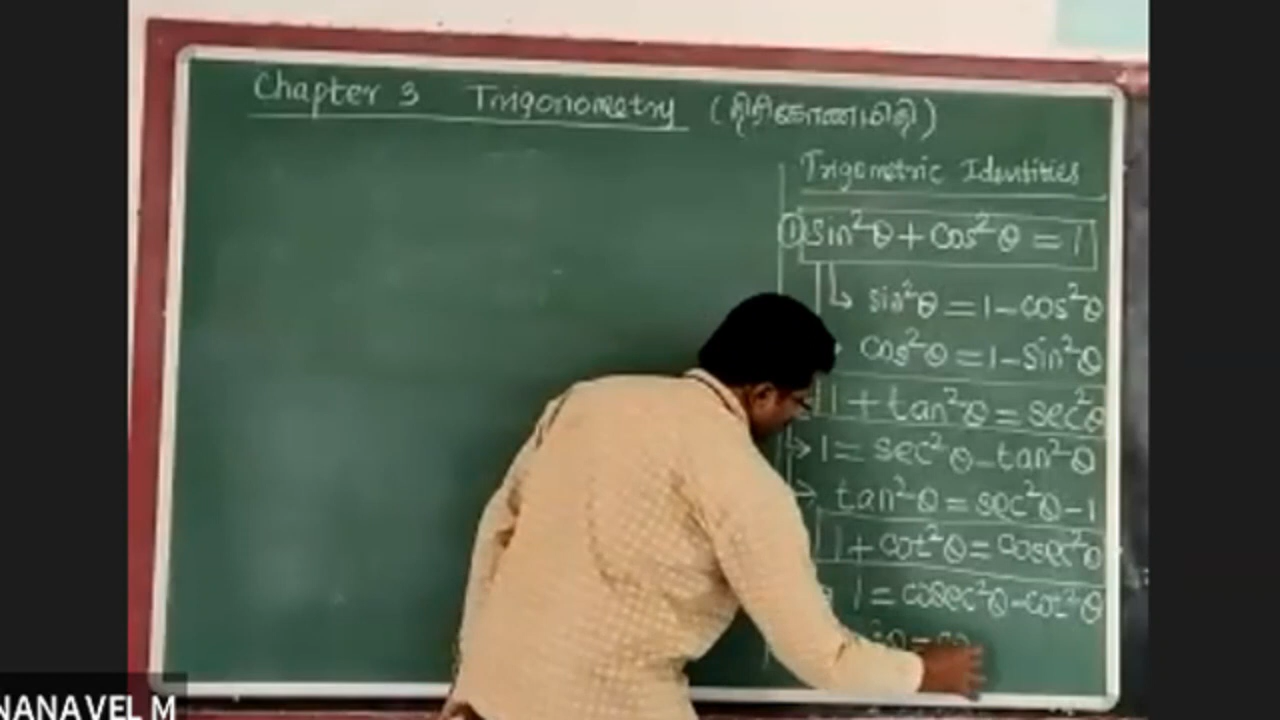 Chapter 3 Trigonometry (திரிகோணமிதி)
Trigometric Identities
① sin²θ + cos²θ = 1
sin²θ = 1 - cos²θ
cos²θ = 1 - sin²θ
1 + tan²θ = sec²θ
1 = sec²θ - tan²θ
tan²θ = sec²θ - 1
1 + cot²θ = cosec²θ
1 = cosec²θ - cot²θ
NANAVEL M